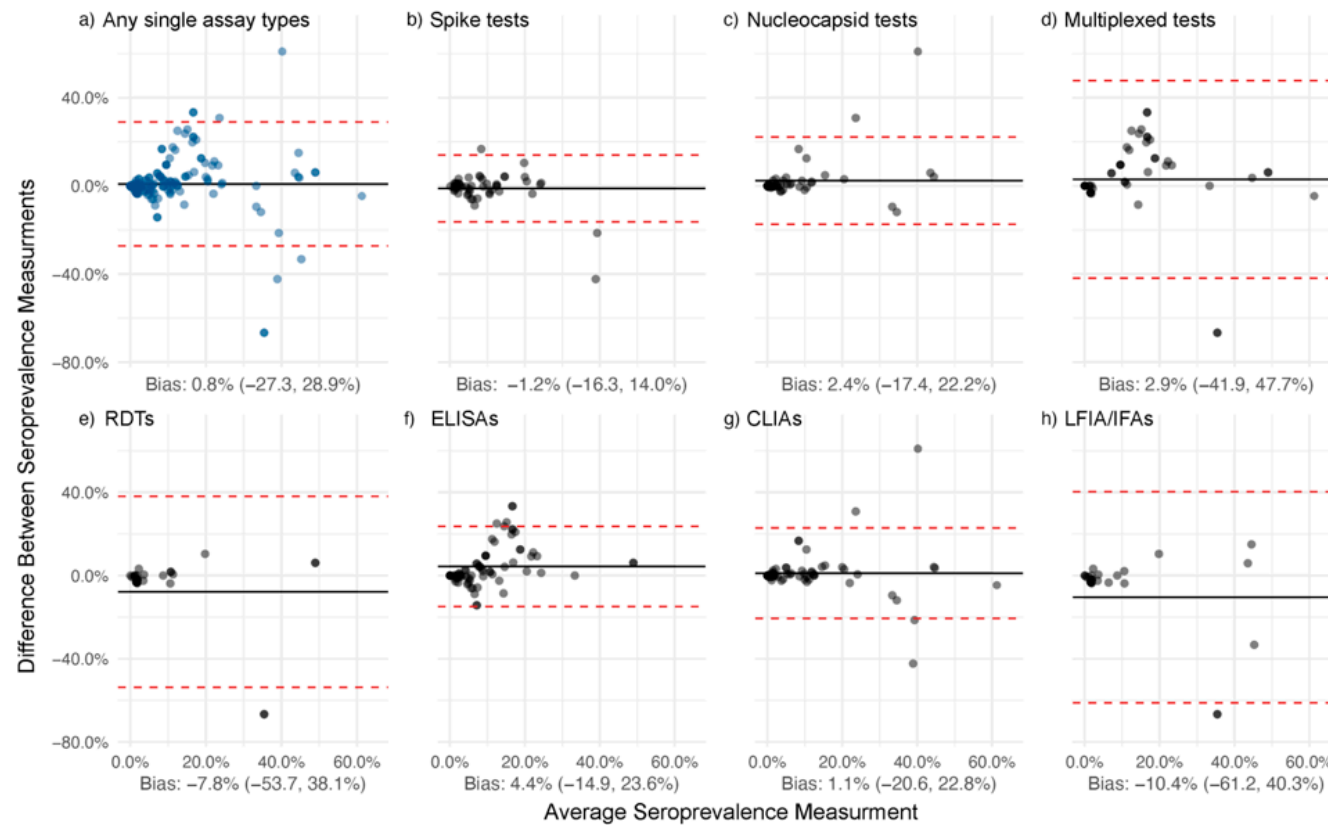 a) Any single assay types
b) Spike tests
c) Nucleocapsid tests
d) Multiplexed tests
40.0%
0.0%
−40.0%
−80.0%
Bias: 0.8% (−27.3, 28.9%)
Bias: −1.2% (−16.3, 14.0%)
Bias: 2.4% (−17.4, 22.2%)
Bias: 2.9% (−41.9, 47.7%)
Difference Between Seroprevalence Measurments
e) RDTs
f) ELISAs
g) CLIAs
h) LFIA/IFAs
40.0%
0.0%
−40.0%
−80.0%
0.0% 20.0% 40.0% 60.0%
0.0% 20.0% 40.0% 60.0%
0.0% 20.0% 40.0% 60.0%
0.0% 20.0% 40.0% 60.0%
Bias: −7.8% (−53.7, 38.1%)
Bias: 4.4% (−14.9, 23.6%)
Bias: 1.1% (−20.6, 22.8%)
Bias: −10.4% (−61.2, 40.3%)
Average Seroprevalence Measurment